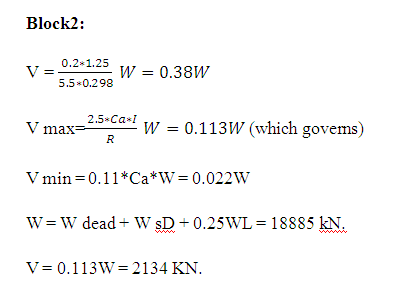 Block2:
V = 0.2*1.25 / 5.5*0.298 W = 0.38W
V max= 2.5*Ca*I / R W = 0.113W (which governs)
V min = 0.11*Ca*W = 0.022W
W = W dead + W sD + 0.25WL = 18885 kN.
V = 0.113W = 2134 KN.